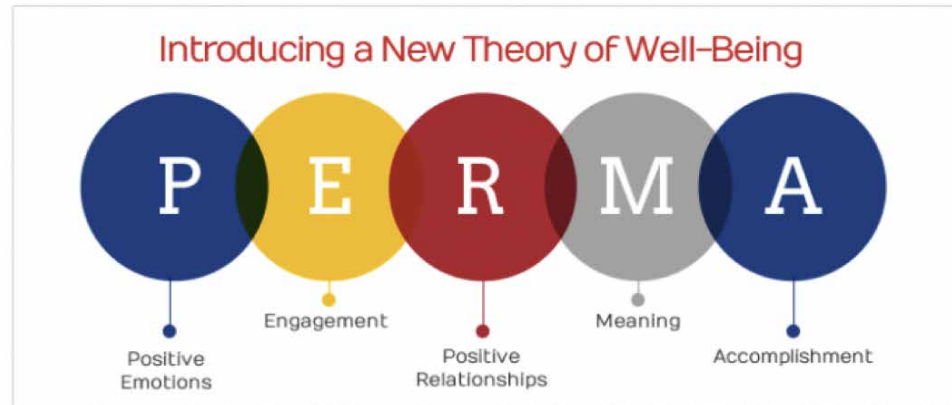 Introducing a New Theory of Well-Being
P E R M A
Positive
Emotions
Engagement
Positive
Relationships
Meaning
Accomplishment